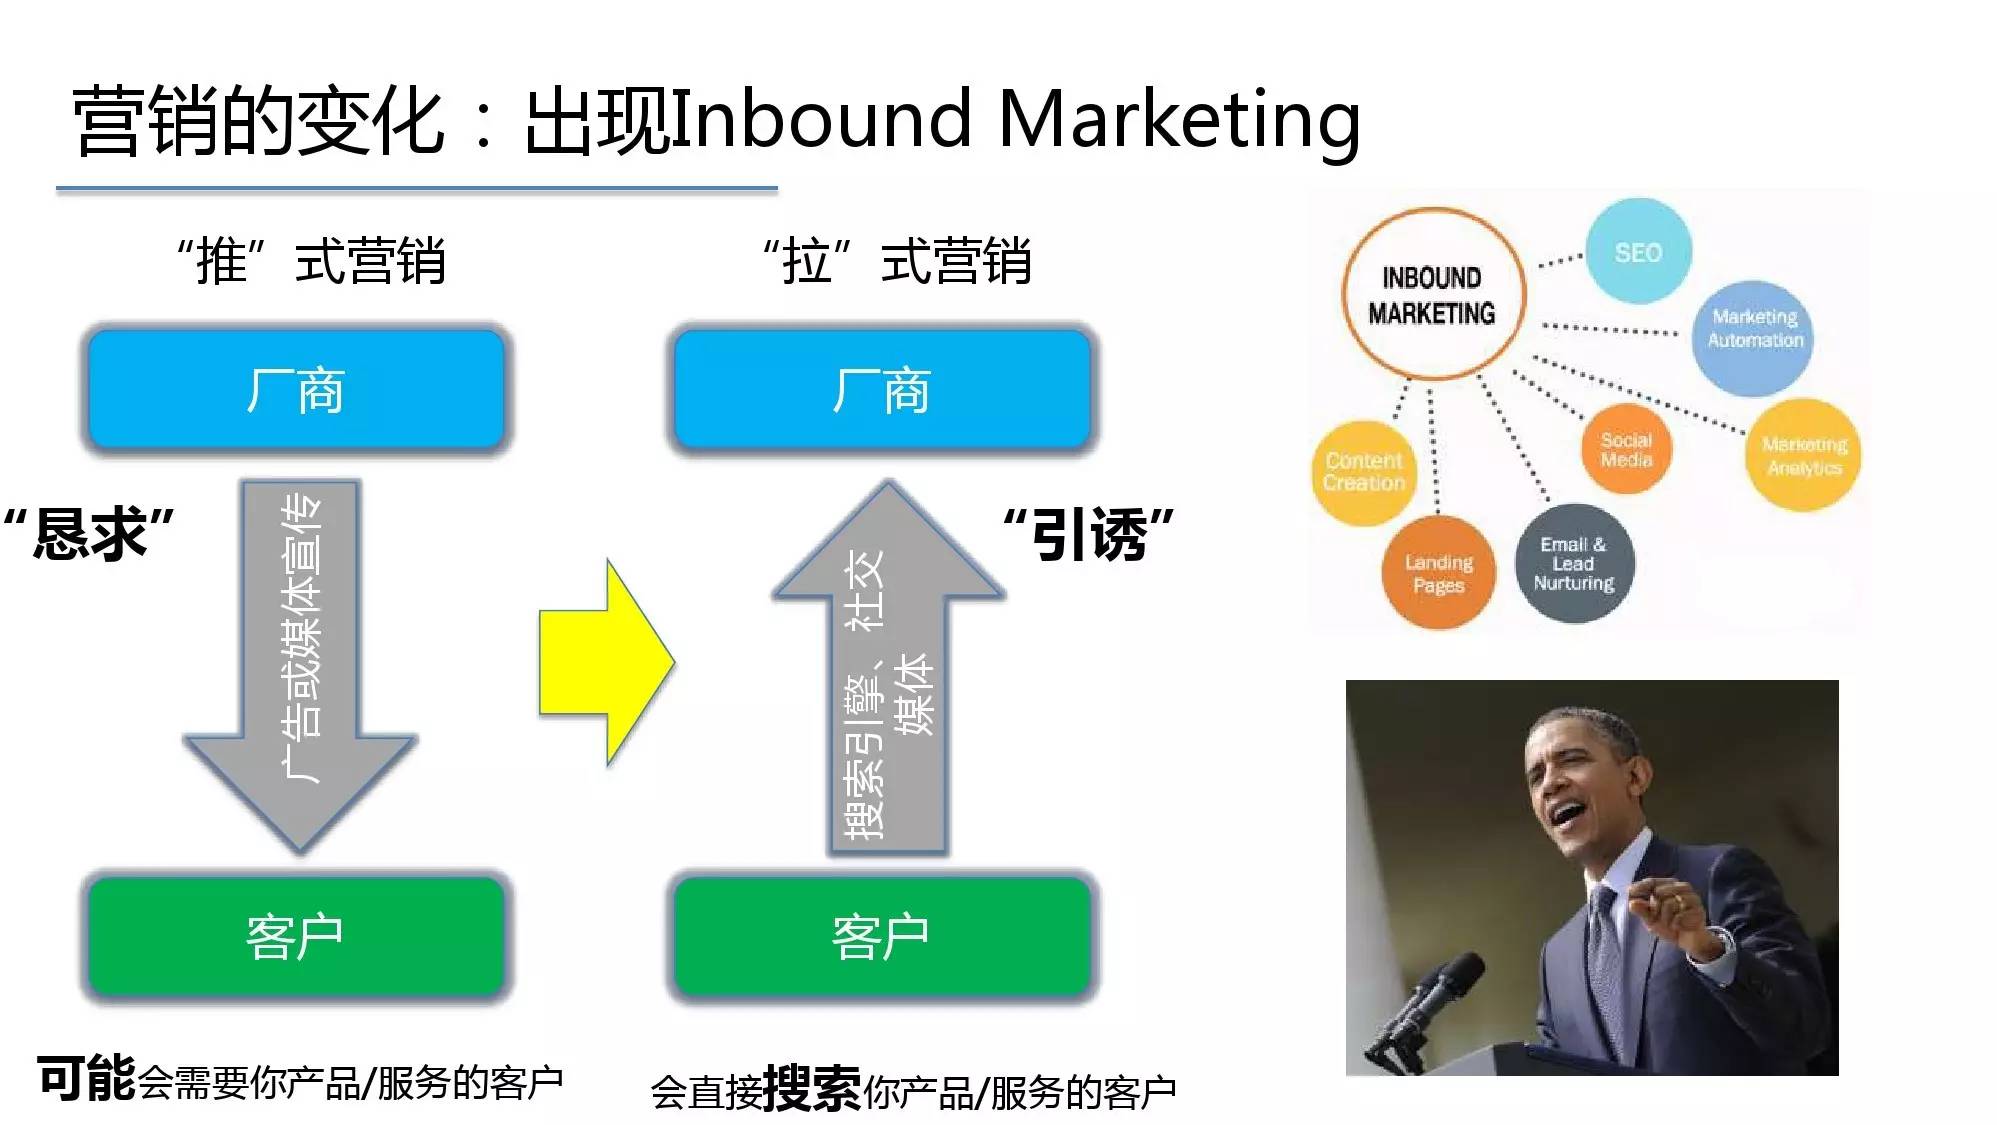 营销的变化：出现Inbound Marketing
“推”式营销
厂商
“恳求”
广告或媒体宣传
客户
可能会需要你产品/服务的客户
“拉”式营销
厂商
“引诱”
搜索引擎、社交
媒体
客户
会直接搜索你产品/服务的客户
INBOUND
MARKETING
SEO
Marketing
Automation
Marketing
Analytics
Social
Media
Email &
Lead
Nurturing
Landing
Pages
Content
Creation